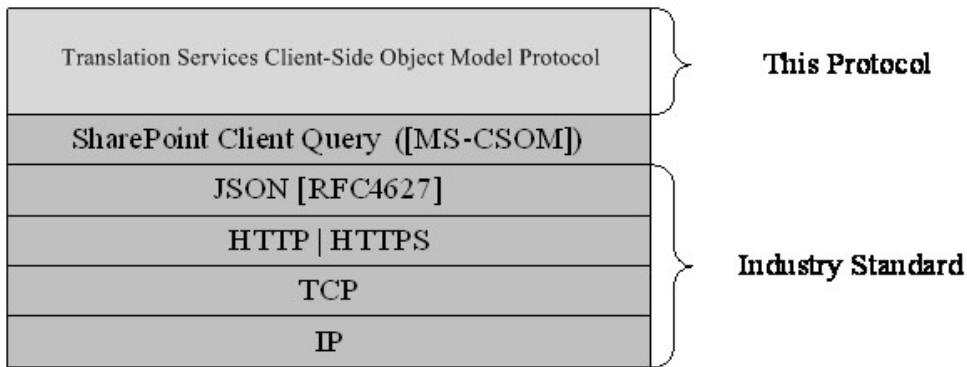 Translation Services Client-Side Object Model Protocol
This Protocol
SharePoint Client Query ([MS-CSOM])
JSON [RFC4627]
HTTP | HTTPS
Industry Standard
TCP
IP